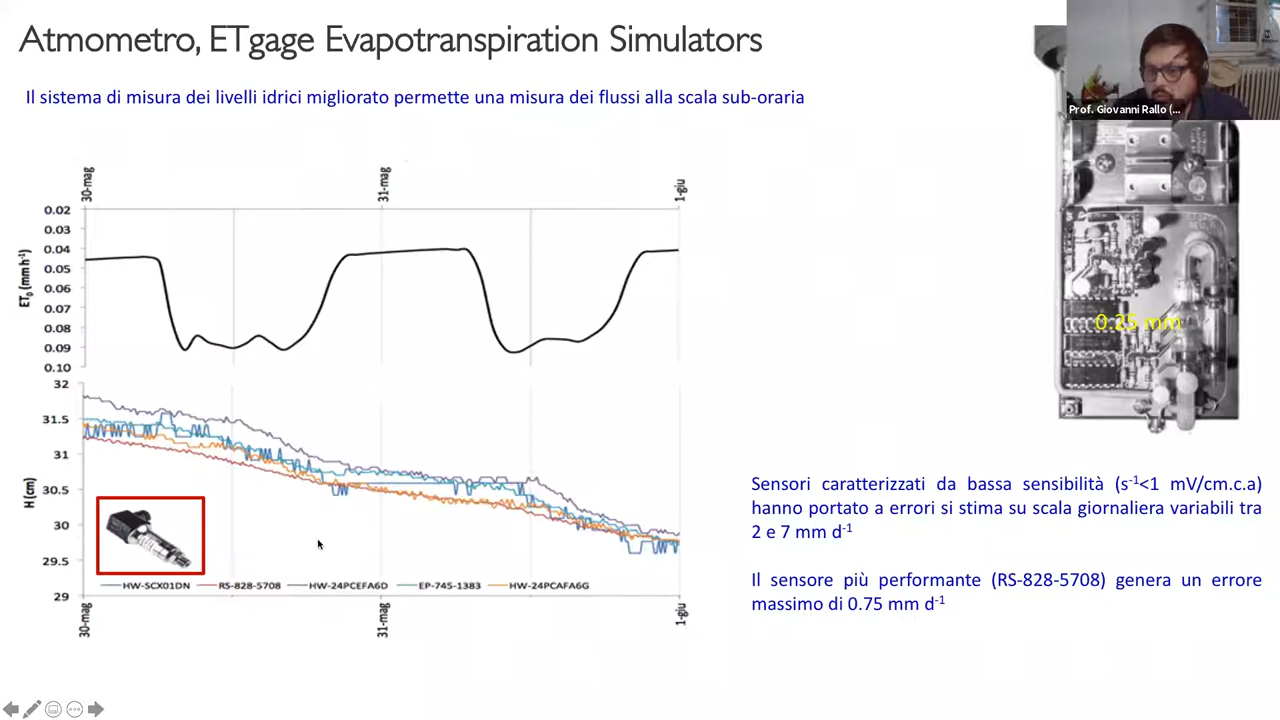 Atmometro, ETgage Evapotranspiration Simulators
Il sistema di misura dei livelli idrici migliorato permette una misura dei flussi alla scala sub-oraria
Prof. Giovanni Rallo (...
30-mag
31-mag
1-giu
0.02
0.03
0.04
0.05
0.06
0.07
0.08
0.09
0.10
ET0 (mm h-1)
0.25 mm
32
31.5
31
30.5
30
29.5
29
H (cm)
HW-SCX01DN
RS-828-5708
HW-24PCEFA6D
EP-745-1383
HW-24PCAFA6G
30-mag
31-mag
1-giu
Sensori caratterizzati da bassa sensibilità (s-1<1 mV/cm.c.a)
hanno portato a errori si stima su scala giornaliera variabili tra
2 e 7 mm d-1
Il sensore più performante (RS-828-5708) genera un errore
massimo di 0.75 mm d-1